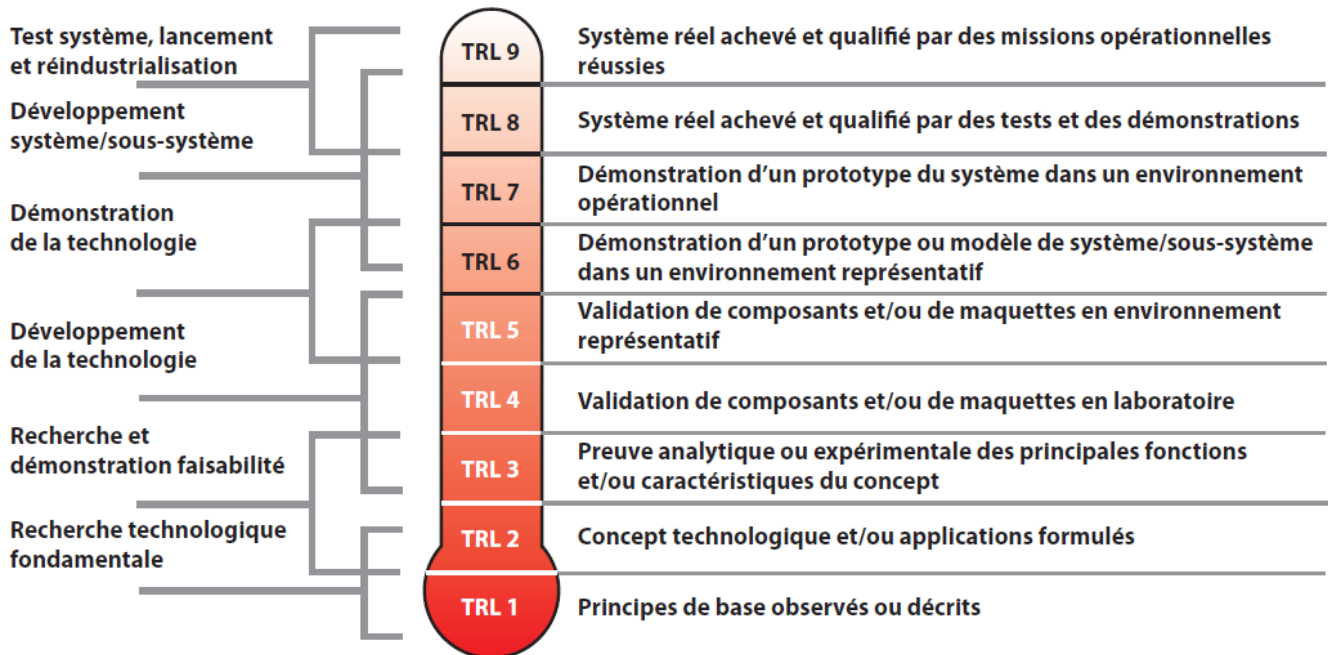 Test système, lancement
et réindustrialisation
Développement
système/sous-système
Démonstration
de la technologie
Développement
de la technologie
Recherche et
démonstration faisabilité
Recherche technologique
fondamentale
TRL 9
Système réel achevé et qualifié par des missions opérationnelles
réussies
TRL 8
Système réel achevé et qualifié par des tests et des démonstrations
TRL 7
Démonstration d’un prototype du système dans un environnement
opérationnel
TRL 6
Démonstration d’un prototype ou modèle de système/sous-système
dans un environnement représentatif
TRL 5
Validation de composants et/ou de maquettes en environnement
représentatif
TRL 4
Validation de composants et/ou de maquettes en laboratoire
TRL 3
Preuve analytique ou expérimentale des principales fonctions
et/ou caractéristiques du concept
TRL 2
Concept technologique et/ou applications formulés
TRL 1
Principes de base observés ou décrits